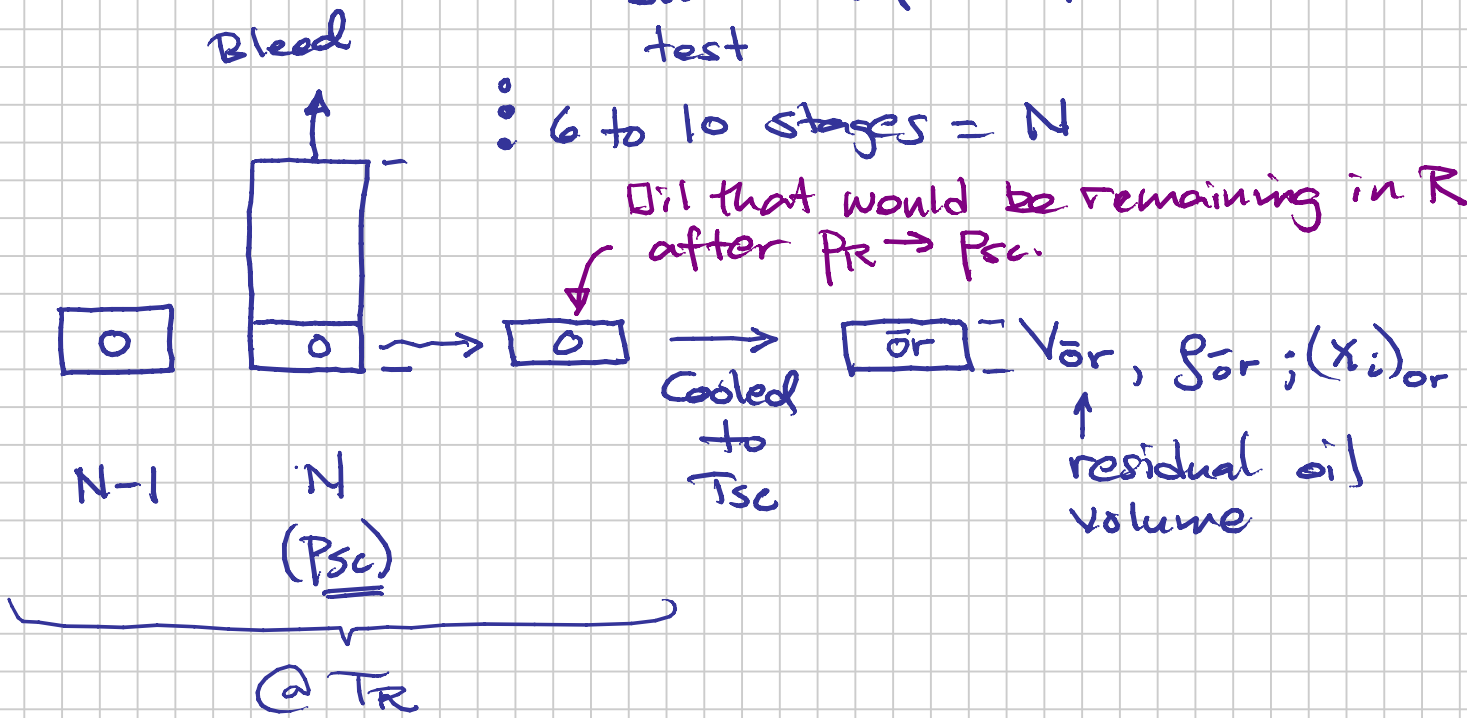 Bleed
test
6 to 10 stages = N
Oil that would be remaining in R
after pR → psc.
o
o
o
ōr
Vōr, ρōr ; (xi)or
Cooled
to
Tsc
residual oil
volume
N-1
N
(psc)
@ TR